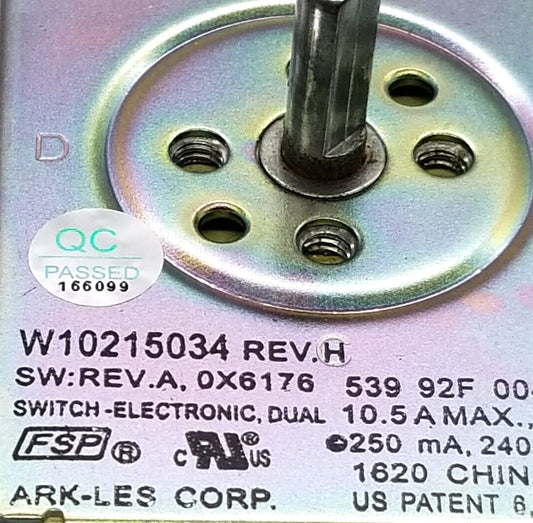 D
QC
PASSED
166099
W10215034 REV.H
SW:REV.A, 0X6176 539 92F 00
SWITCH-ELECTRONIC, DUAL 10.5 A MAX.,
FSP® c RU® US 250 mA, 240
1620 CHIN
ARK-LES CORP. US PATENT 6